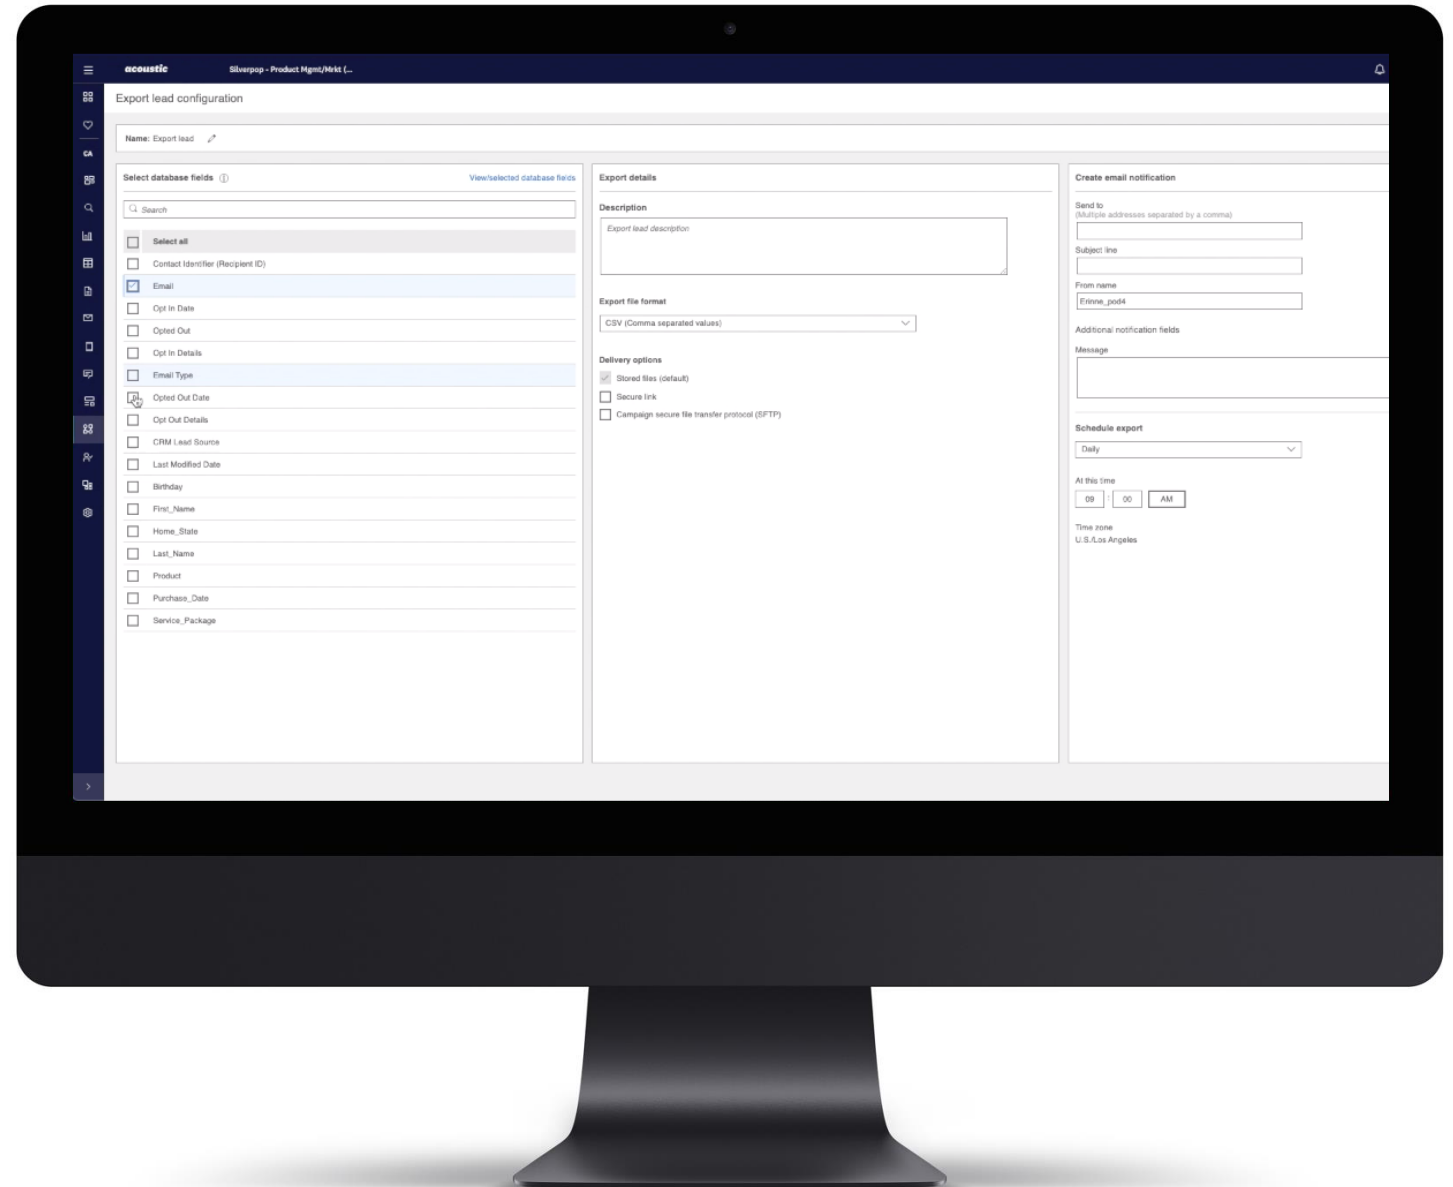 acoustic
Silverpop - Product Mgmt/Mrkt (...
Export lead configuration
Name: Export lead
CA
Select database fields
View/selected database fields
Search
Select all
Contact Identifier (Recipient ID)
Email
Opt In Date
Opted Out
Opt In Details
Email Type
Opted Out Date
Opt Out Details
CRM Lead Source
Last Modified Date
Birthday
First_Name
Home_State
Last_Name
Product
Purchase_Date
Service_Package
Export details
Description
Export lead description
Export file format
CSV (Comma separated values)
Delivery options
Stored files (default)
Secure link
Campaign secure file transfer protocol (SFTP)
Create email notification
Send to
(Multiple addresses separated by a comma)
Subject line
From name
Erinne_pod4
Additional notification fields
Message
Schedule export
Daily
At this time
09 : 00 AM
Time zone
U.S./Los Angeles